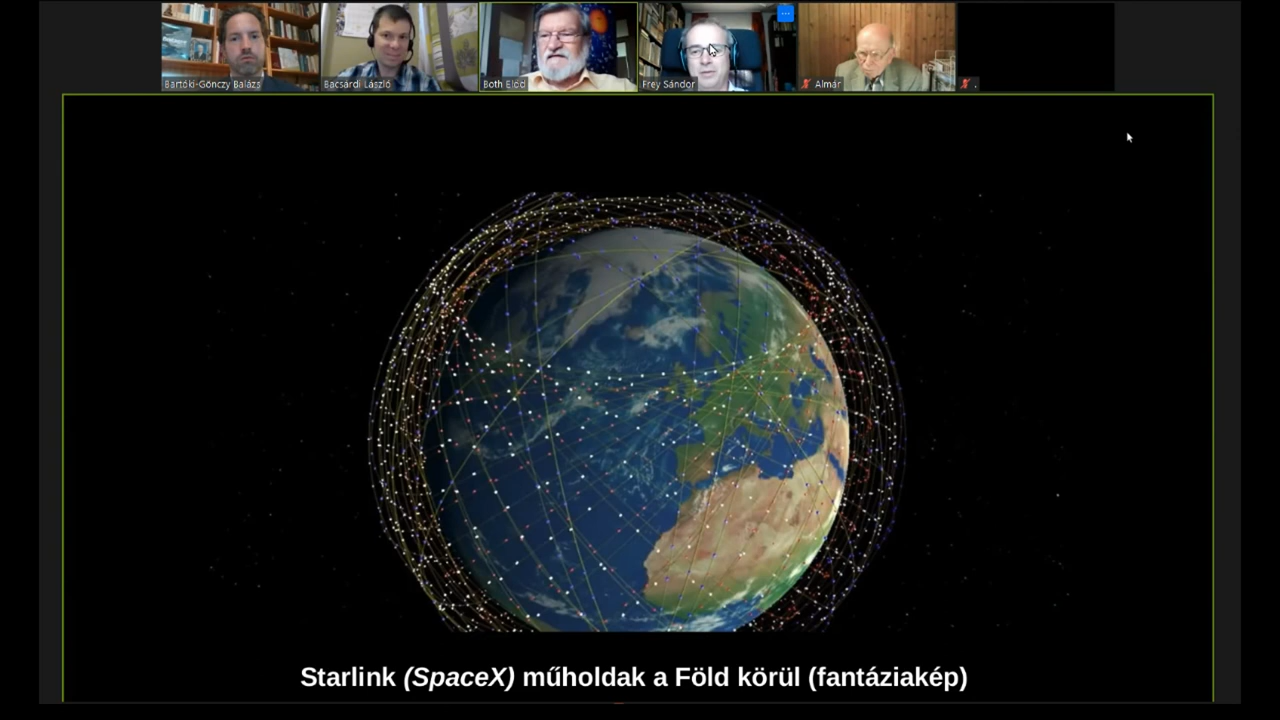 Bartóki-Gönczy Balázs
Bacsárdi László
Both Előd
Frey Sándor
Almár
.
Starlink (SpaceX) műholdak a Föld körül (fantáziakép)